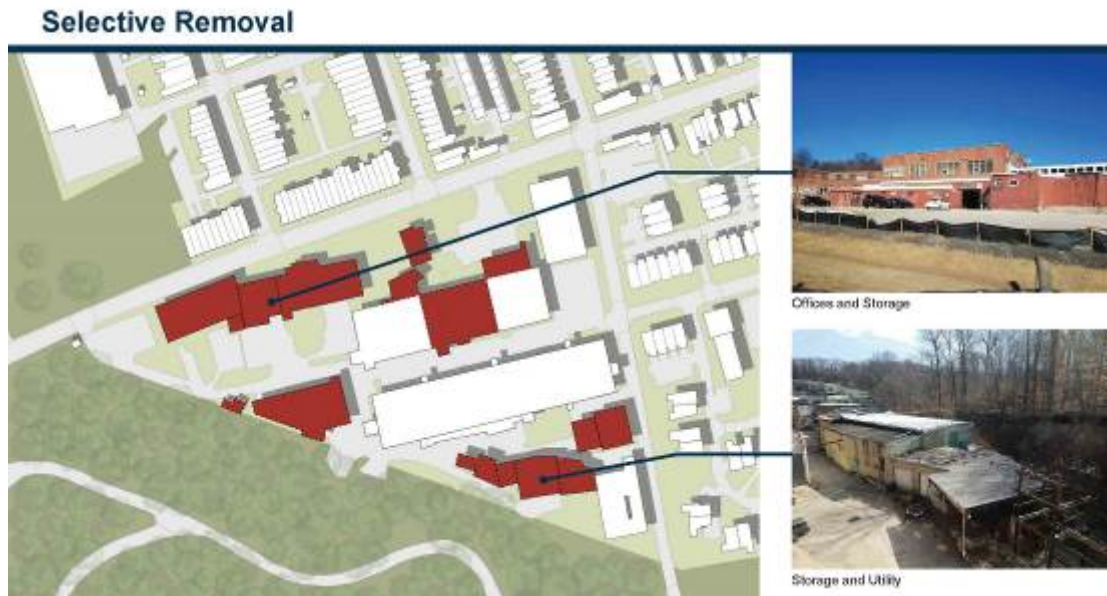 Selective Removal
Offices and Storage
Storage and Utility